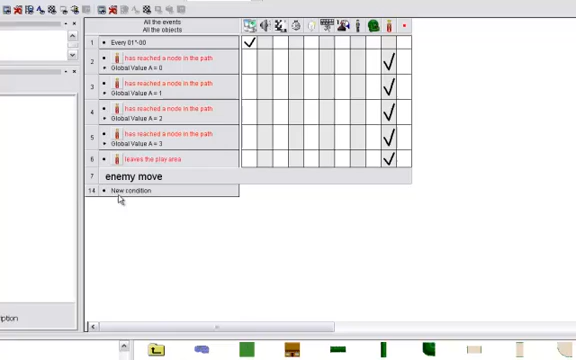 All the events
All the objects
1 • Every 01"-00
2 • has reached a node in the path
• Global Value A = 0
3 • has reached a node in the path
• Global Value A = 1
4 • has reached a node in the path
• Global Value A = 2
5 • has reached a node in the path
• Global Value A = 3
6 • leaves the play area
7 enemy move
14 • New condition
iption